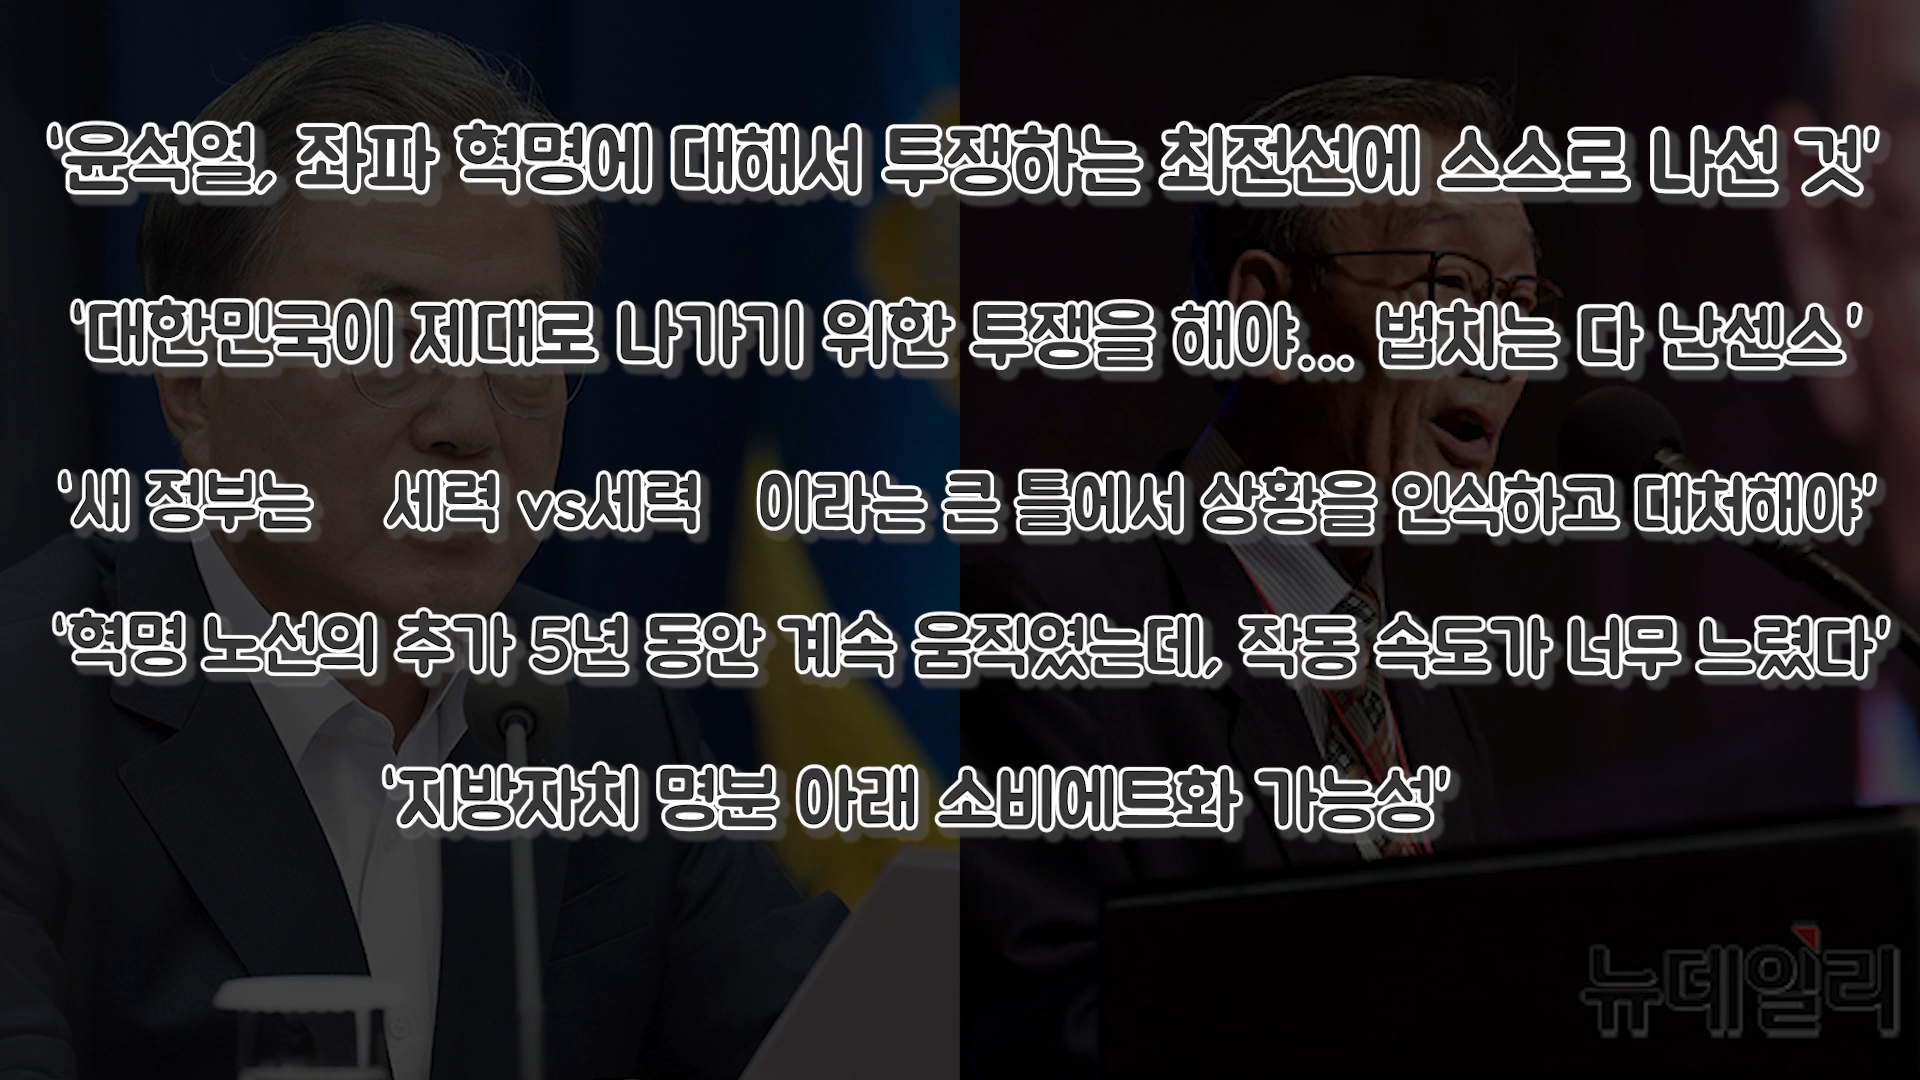 ‘윤석열, 좌파 혁명에 대해서 투쟁하는 최전선에 스스로 나선 것’
‘대한민국이 제대로 나가기 위한 투쟁을 해야... 법치는 다 난센스’
‘새 정부는 세력 vs세력 이라는 큰 틀에서 상황을 인식하고 대처해야’
‘혁명 노선의 추가 5년 동안 계속 움직였는데, 작동 속도가 너무 느렸다’
‘지방자치 명분 아래 소비에트화 가능성’
뉴데일리